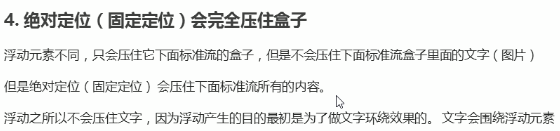 4. 绝对定位（固定定位）会完全压住盒子
浮动元素不同，只会压住它下面标准流的盒子，但是不会压住下面标准流盒子里面的文字（图片）
但是绝对定位（固定定位） 会压住下面标准流所有的内容。
浮动之所以不会压住文字，因为浮动产生的目的最初是为了做文字环绕效果的。 文字会围绕浮动元素